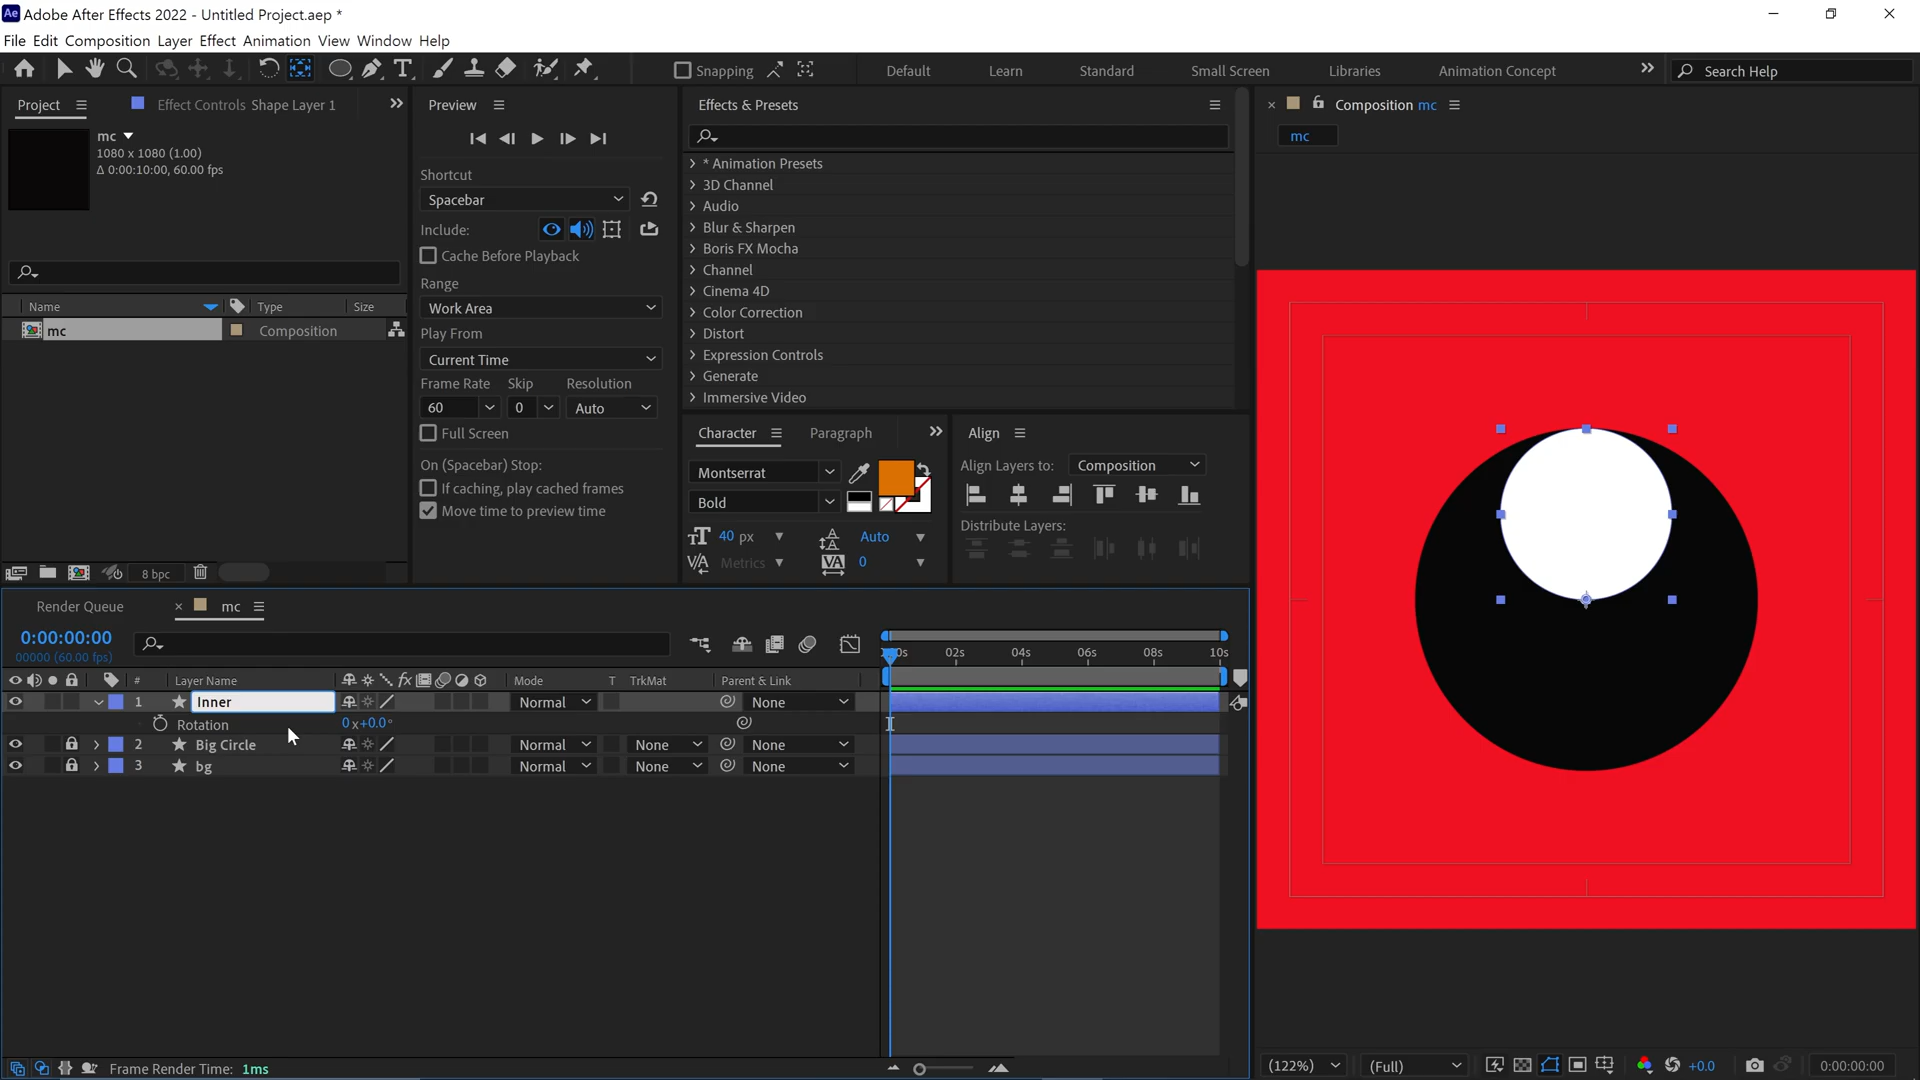 Ae Adobe After Effects 2022 - Untitled Project.aep *
File Edit Composition Layer Effect Animation View Window Help
Snapping Default Learn Standard Small Screen Libraries Animation Concept Search Help
Project Effect Controls Shape Layer 1
mc
1080 x 1080 (1.00)
Δ 0:00:10:00, 60.00 fps
Name Type Size
mc Composition
8 bpc
Preview
Shortcut
Spacebar
Include:
Cache Before Playback
Range
Work Area
Play From
Current Time
Frame Rate Skip Resolution
60 0 Auto
Full Screen
On (Spacebar) Stop:
If caching, play cached frames
Move time to preview time
Effects & Presets
* Animation Presets
3D Channel
Audio
Blur & Sharpen
Boris FX Mocha
Channel
Cinema 4D
Color Correction
Distort
Expression Controls
Generate
Immersive Video
Character Paragraph
Montserrat
Bold
40 px Auto
Metrics 0
Align
Align Layers to: Composition
Distribute Layers:
Composition mc
mc
Render Queue mc
0:00:00:00
00000 (60.00 fps)
02s 04s 06s 08s 10s
# Layer Name Mode T TrkMat Parent & Link
1 Inner Normal None
Rotation 0x+0.0°
2 Big Circle Normal None None
3 bg Normal None None
Frame Render Time: 1ms
(122%) (Full) +0.0 0:00:00:00